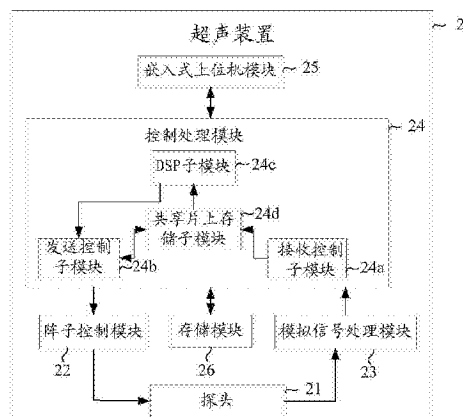 超声装置
2
嵌入式上位机模块
25
24
控制处理模块
DSP子模块
24c
共享片上存
储子模块
24d
发送控制
子模块
24b
接收控制
子模块
24a
阵子控制模块
22
存储模块
26
模拟信号处理模块
23
探头
21